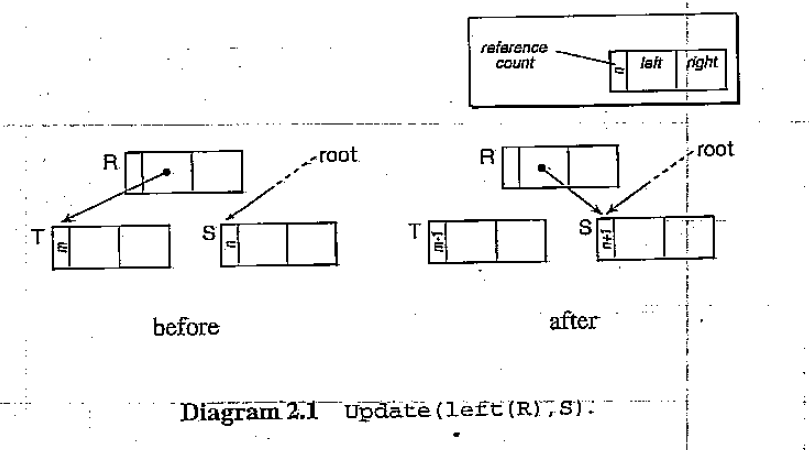 reference
count
n left right
R root
T m S n
R root
T m-1 S n+1
before
after
Diagram 2.1 Update(left(R),S).